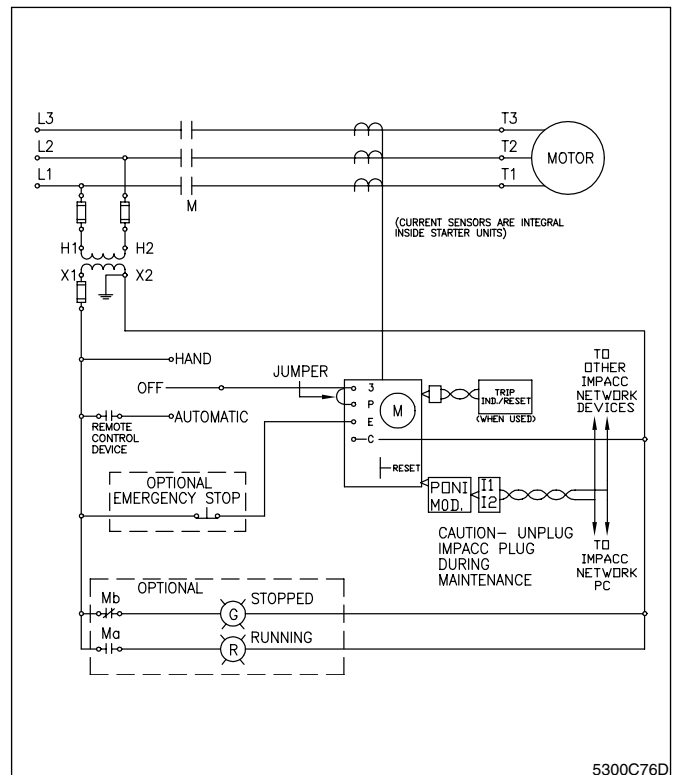 L3
T3
L2
T2
MOTOR
L1
T1
M
(CURRENT SENSORS ARE INTEGRAL
INSIDE STARTER UNITS)
H1
H2
X1
X2
HAND
JUMPER
OFF
3
P
M
E
C
RESET
TRIP
IND./RESET
(WHEN USED)
TO
OTHER
IMPACC
NETWORK
DEVICES
AUTOMATIC
REMOTE
CONTROL
DEVICE
OPTIONAL
EMERGENCY STOP
PONI
MOD.
I1
I2
CAUTION- UNPLUG
IMPACC PLUG
DURING
MAINTENANCE
TO
IMPACC
NETWORK
PC
OPTIONAL
Mb
G
STOPPED
Ma
R
RUNNING
5300C76D